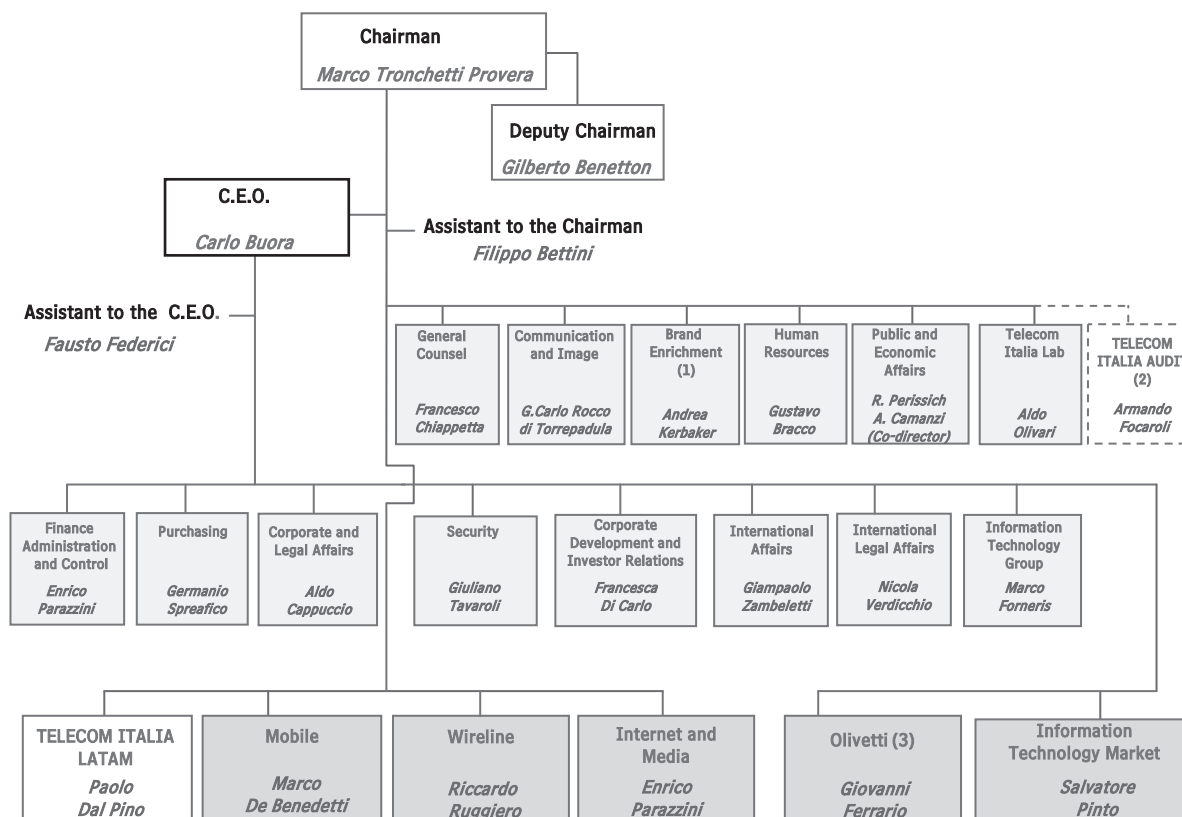 Chairman
Marco Tronchetti Provera
Deputy Chairman
Gilberto Benetton
C.E.O.
Carlo Buora
Assistant to the Chairman
Filippo Bettini
Assistant to the C.E.O.
Fausto Federici
General
Counsel
Francesco
Chiappetta
Communication
and Image
G.Carlo Rocco
di Torrepadula
Brand
Enrichment
(1)
Andrea
Kerbaker
Human
Resources
Gustavo
Bracco
Public and
Economic
Affairs
R. Perissich
A. Camanzi
(Co-director)
Telecom
Italia Lab
Aldo
Olivari
TELECOM
ITALIA AUDIT
(2)
Armando
Focaroli
Finance
Administration
and Control
Enrico
Parazzini
Purchasing
Germanio
Spreafico
Corporate and
Legal Affairs
Aldo
Cappuccio
Security
Giuliano
Tavaroli
Corporate
Development and
Investor Relations
Francesca
Di Carlo
International
Affairs
Giampaolo
Zambeletti
International
Legal Affairs
Nicola
Verdicchio
Information
Technology
Group
Marco
Forneris
TELECOM ITALIA
LATAM
Paolo
Dal Pino
Mobile
Marco
De Benedetti
Wireline
Riccardo
Ruggiero
Internet and
Media
Enrico
Parazzini
Olivetti (3)
Giovanni
Ferrario
Information
Technology Market
Salvatore
Pinto